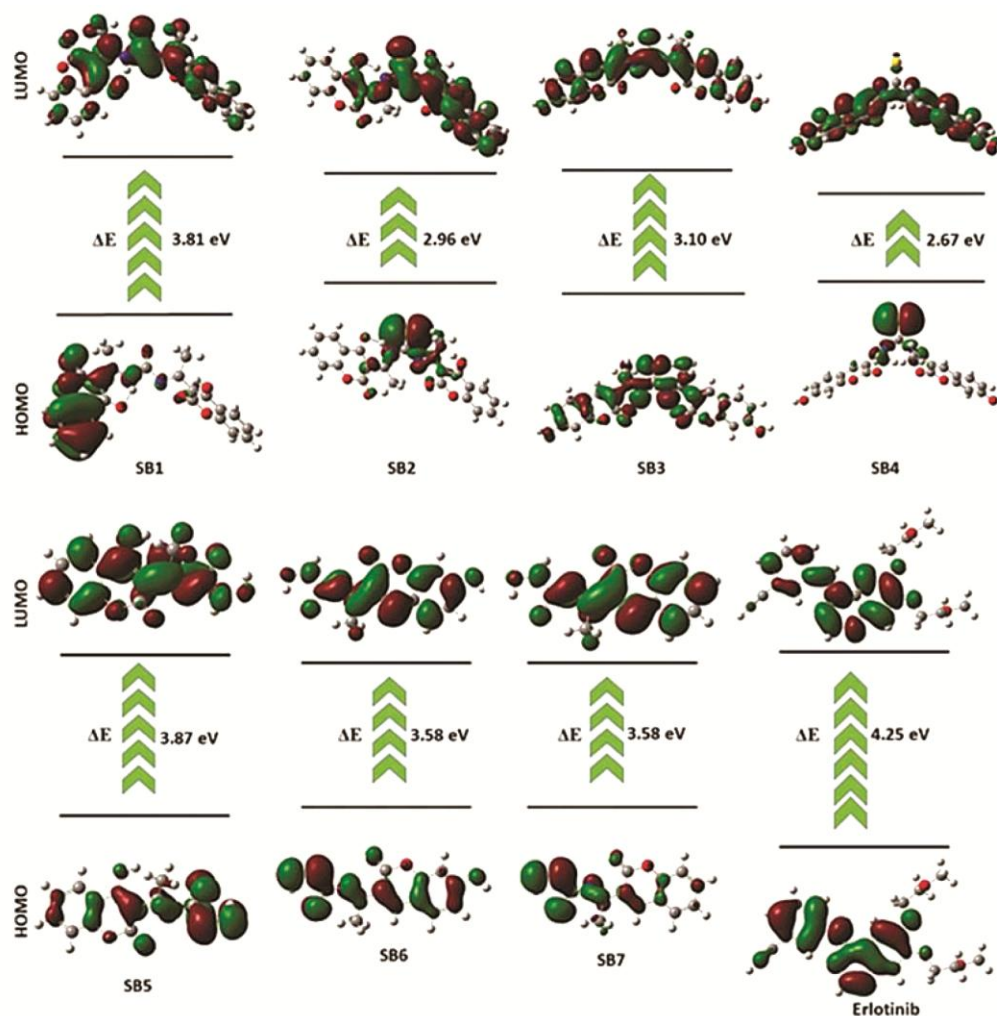 LUMO
ΔE 3.81 eV
ΔE 2.96 eV
ΔE 3.10 eV
ΔE 2.67 eV
HOMO
SB1
SB2
SB3
SB4
LUMO
ΔE 3.87 eV
ΔE 3.58 eV
ΔE 3.58 eV
ΔE 4.25 eV
HOMO
SB5
SB6
SB7
Erlotinib